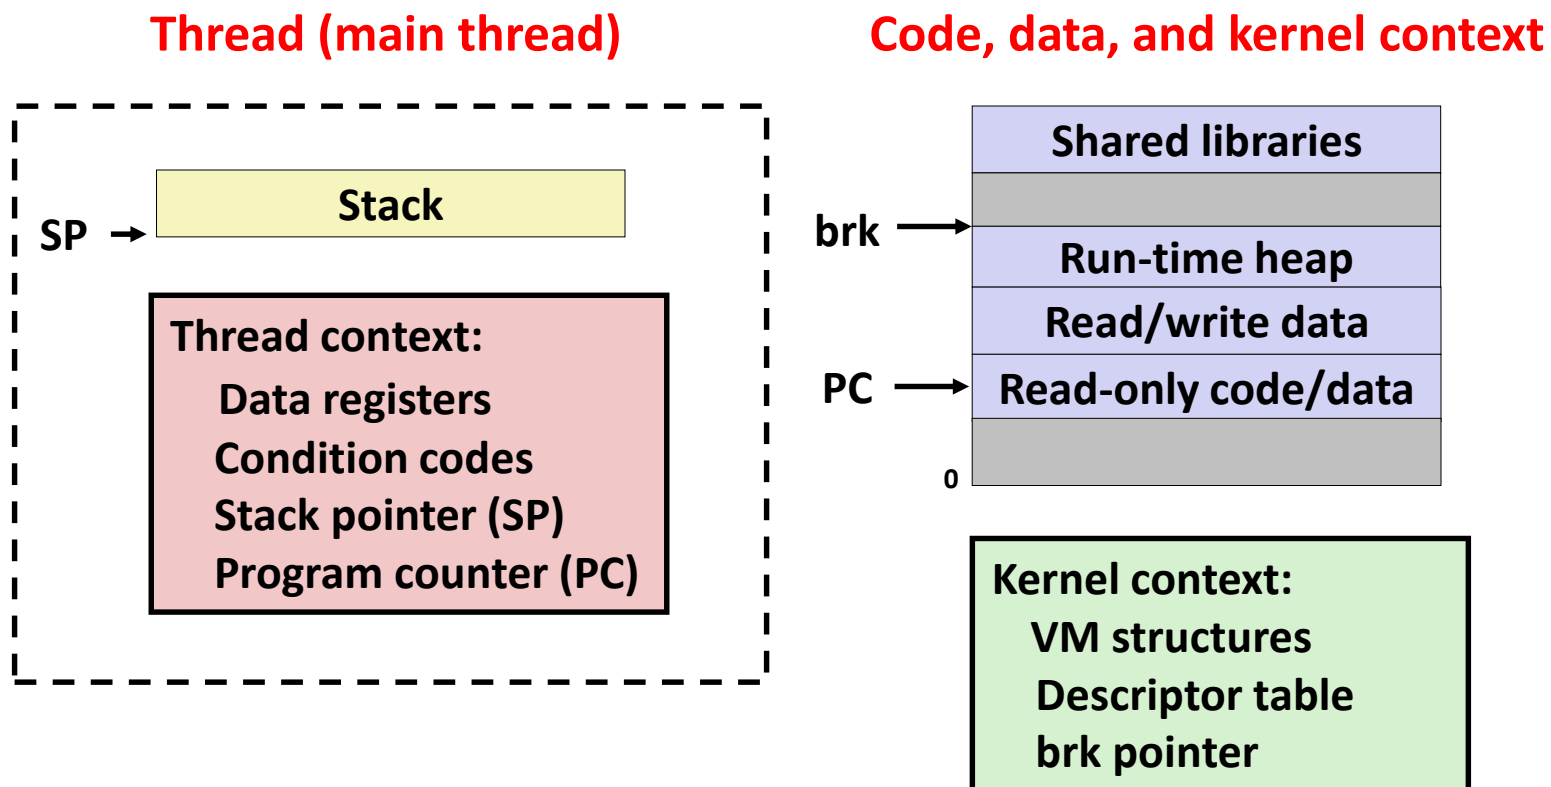 Thread (main thread)
Stack
SP
Thread context:
Data registers
Condition codes
Stack pointer (SP)
Program counter (PC)
Code, data, and kernel context
Shared libraries
brk
Run-time heap
Read/write data
PC
Read-only code/data
0
Kernel context:
VM structures
Descriptor table
brk pointer